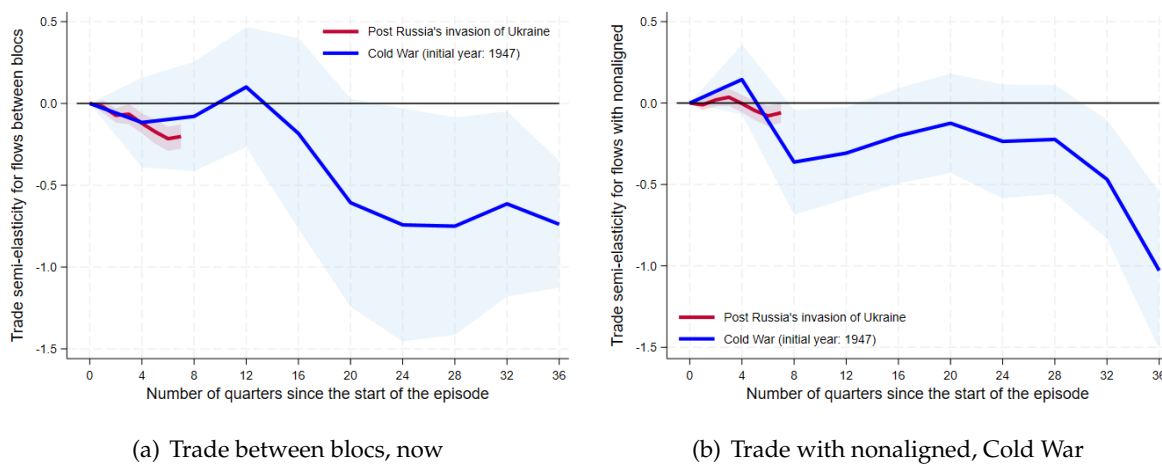 Trade semi-elasticity for flows between blocs
0.5
0.0
-0.5
-1.0
-1.5
Post Russia's invasion of Ukraine
Cold War (initial year: 1947)
0 4 8 12 16 20 24 28 32 36
Number of quarters since the start of the episode
(a) Trade between blocs, now
Trade semi-elasticity for flows with nonaligned
0.5
0.0
-0.5
-1.0
-1.5
Post Russia's invasion of Ukraine
Cold War (initial year: 1947)
0 4 8 12 16 20 24 28 32 36
Number of quarters since the start of the episode
(b) Trade with nonaligned, Cold War